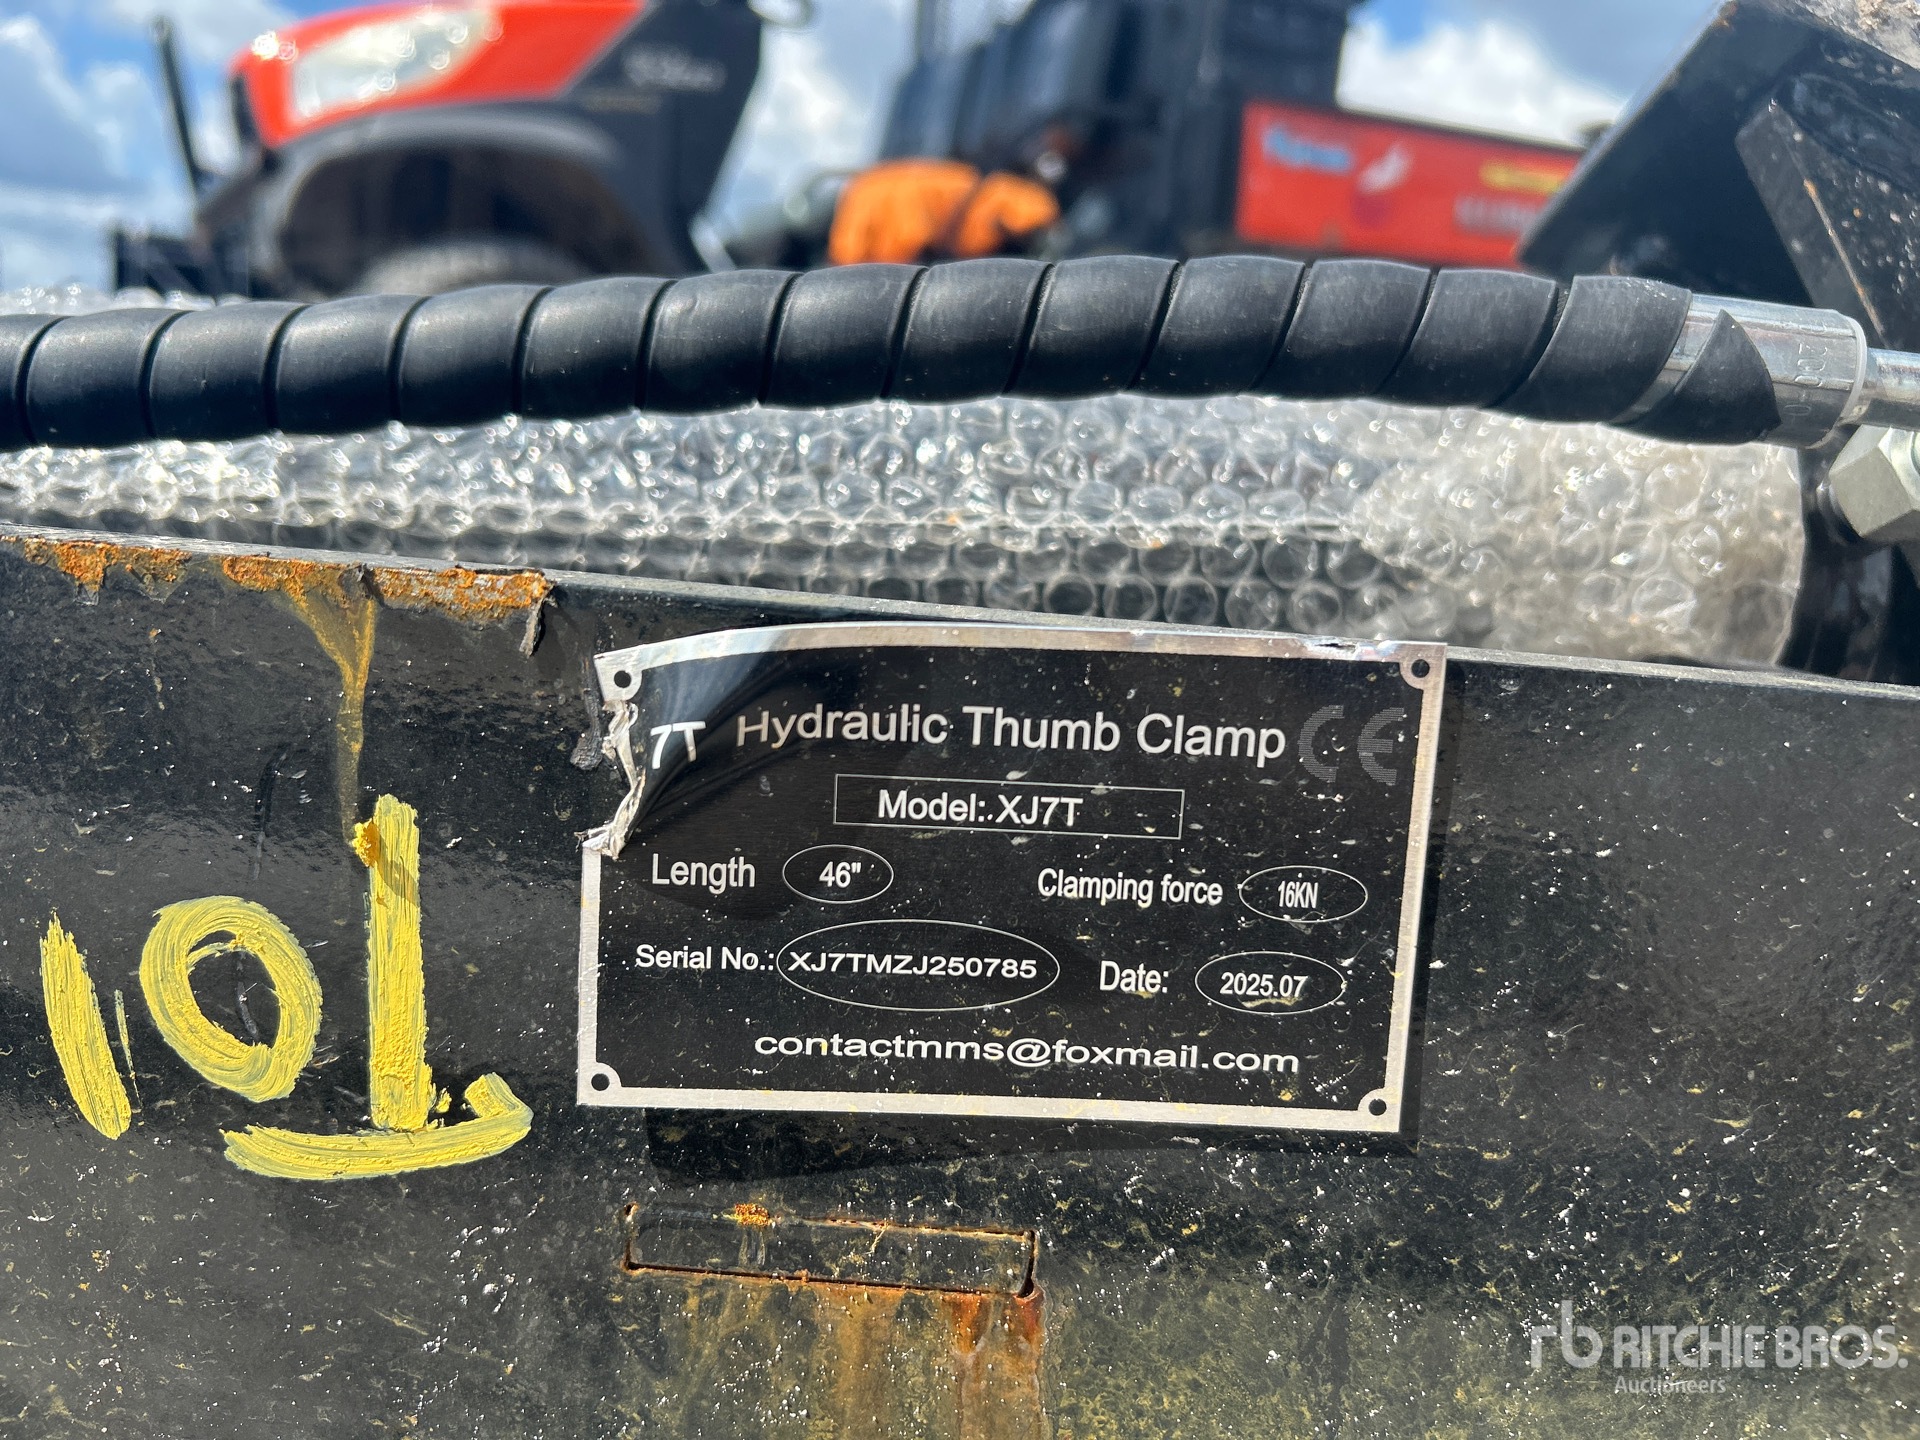 7T Hydraulic Thumb Clamp CE
Model: XJ7T
Length 46" Clamping force 16KN
Serial No.: XJ7TMZJ250785 Date: 2025.07
contactmms@foxmail.com
rb RITCHIE BROS.
Auctioneers